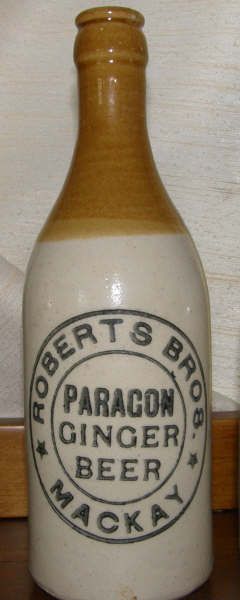 ROBERTS BROS.
PARAGON
GINGER
BEER
★ MACKAY ★